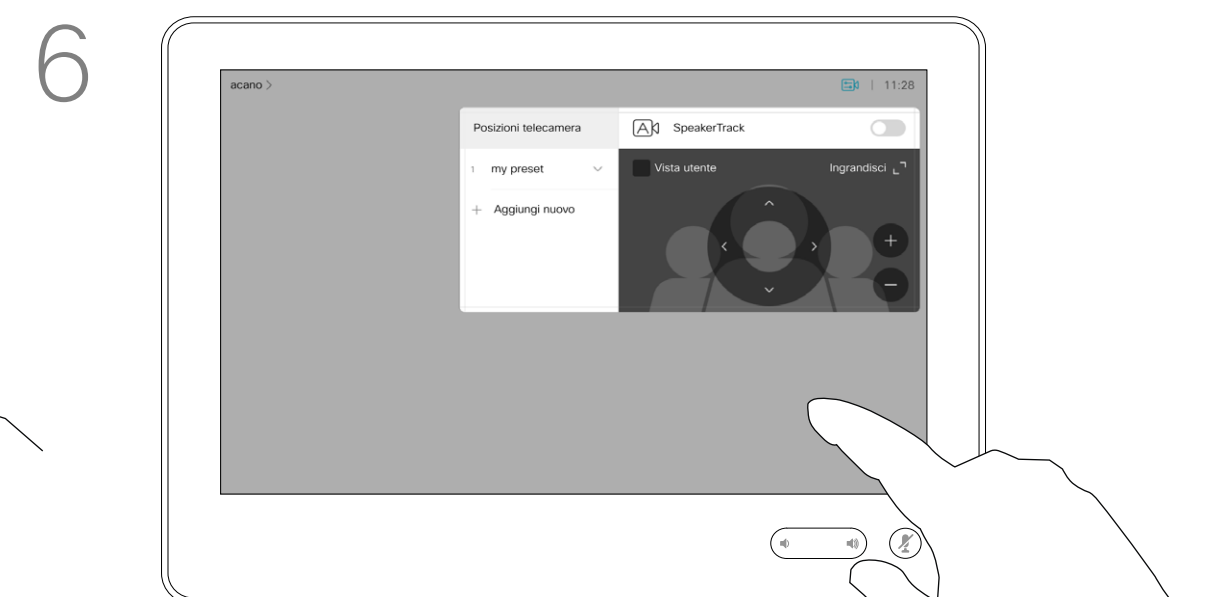 6
acano >
11:28
Posizioni telecamera
SpeakerTrack
1 my preset
Vista utente
Ingrandisci
+ Aggiungi nuovo